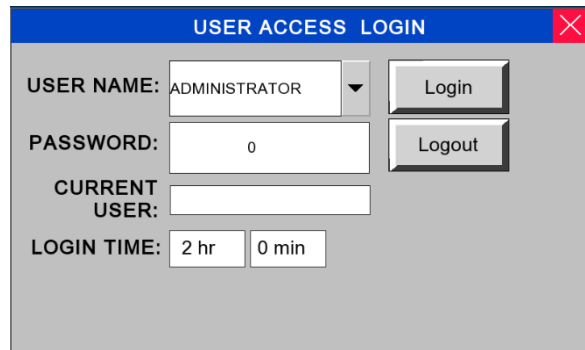 USER ACCESS LOGIN
USER NAME: ADMINISTRATOR Login
PASSWORD: 0 Logout
CURRENT
USER:
LOGIN TIME: 2 hr 0 min